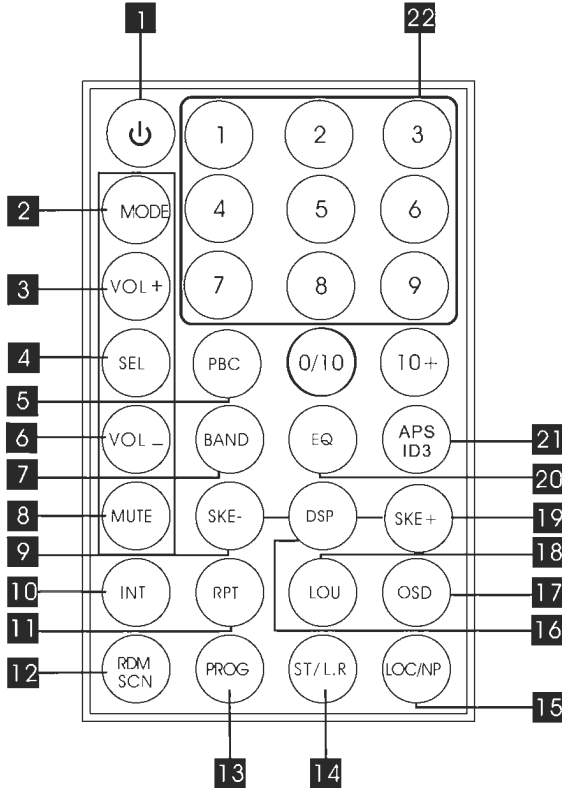 1 22
1 2 3
2 MODE 4 5 6
3 VOL + 7 8 9
4 SEL PBC 0/10 10+
5
6 VOL – BAND EQ APS ID3 21
7 20
8 MUTE SKE- DSP SKE+ 19
9 18
10 INT RPT LOU OSD 17
11 16
12 RDM SCN PROG ST/L.R LOC/NP 15
13 14